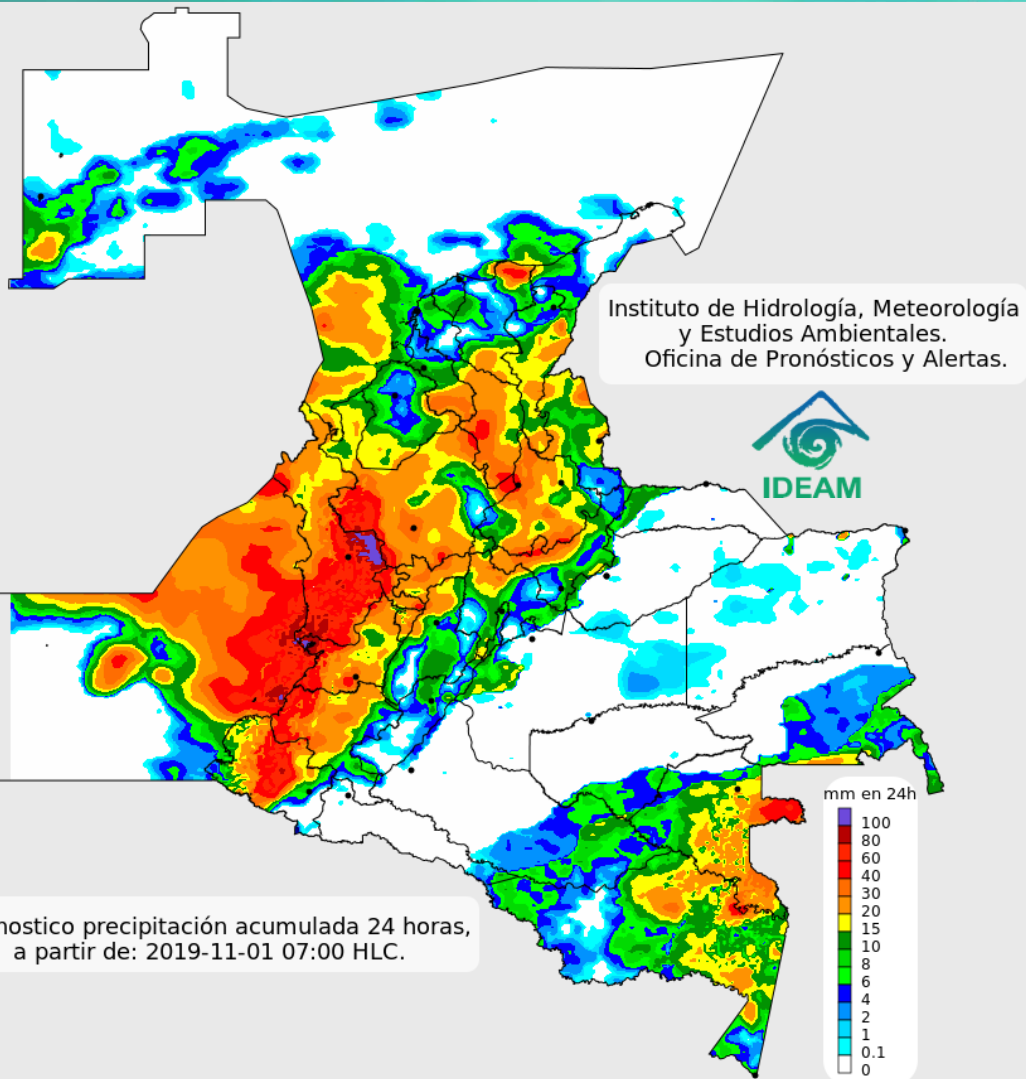 Instituto de Hidrología, Meteorología
y Estudios Ambientales.
Oficina de Pronósticos y Alertas.
IDEAM
mm en 24h
100
80
60
40
30
20
15
10
8
6
4
2
1
0.1
0
nostico precipitación acumulada 24 horas,
a partir de: 2019-11-01 07:00 HLC.